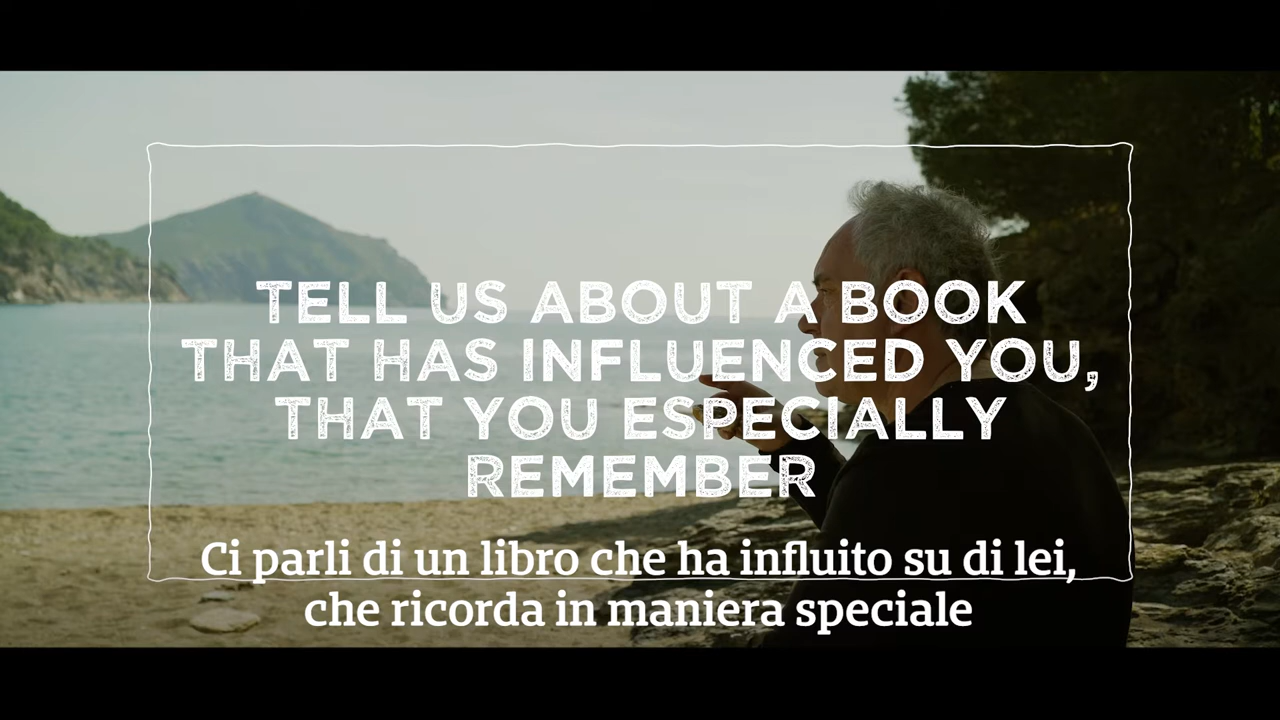 TELL US ABOUT A BOOK
THAT HAS INFLUENCED YOU,
THAT YOU ESPECIALLY
REMEMBER
Ci parli di un libro che ha influito su di lei,
che ricorda in maniera speciale